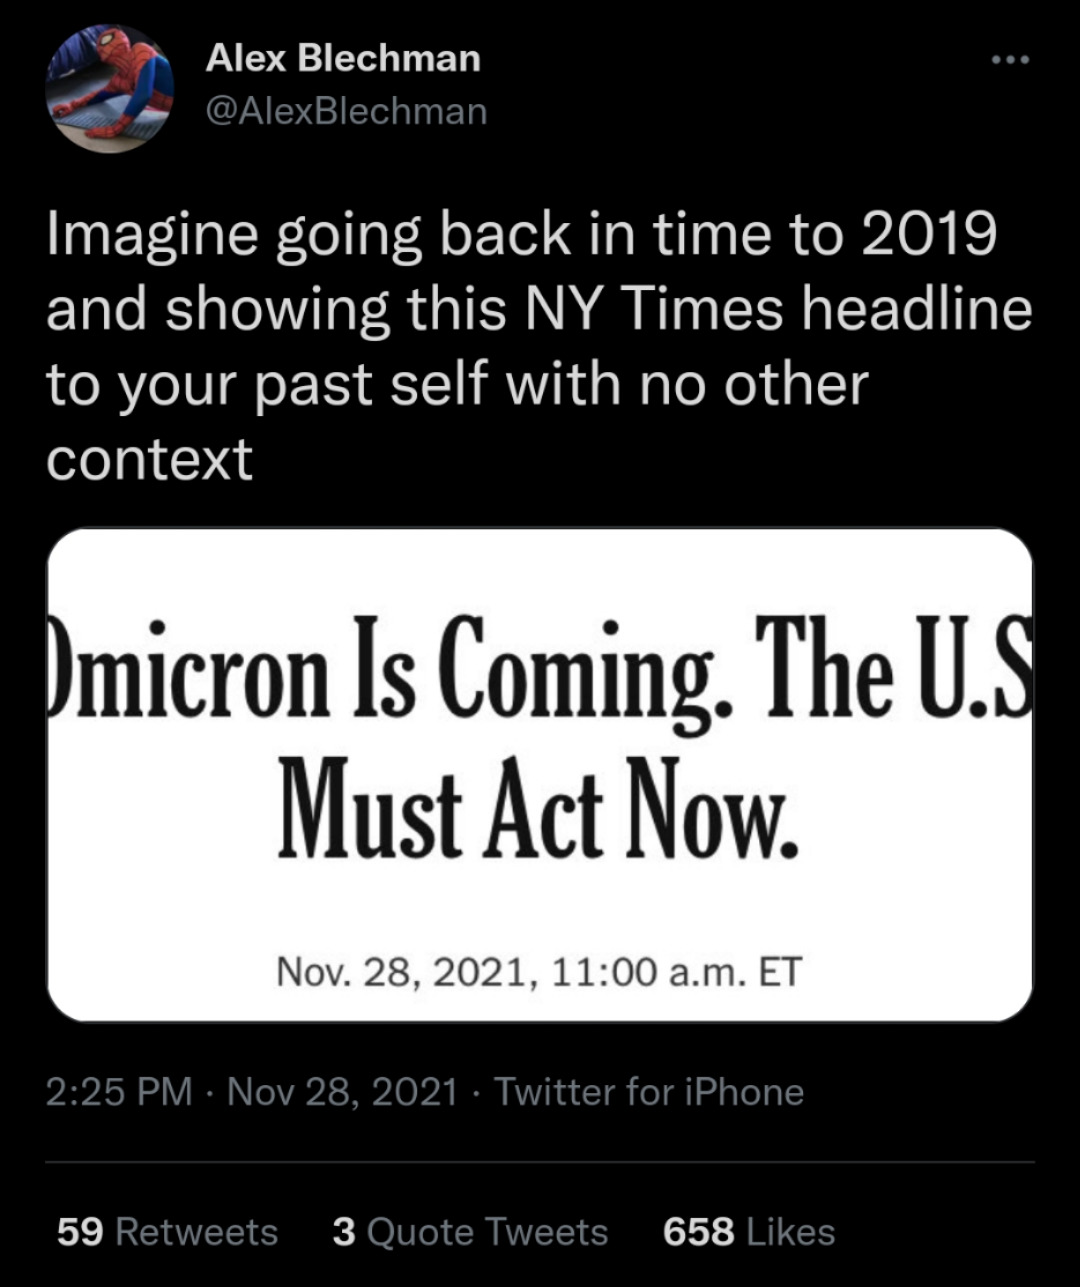 Alex Blechman
@AlexBlechman
Imagine going back in time to 2019
and showing this NY Times headline
to your past self with no other
context
Omicron Is Coming. The U.S
Must Act Now.
Nov. 28, 2021, 11:00 a.m. ET
2:25 PM · Nov 28, 2021 · Twitter for iPhone
59 Retweets 3 Quote Tweets 658 Likes